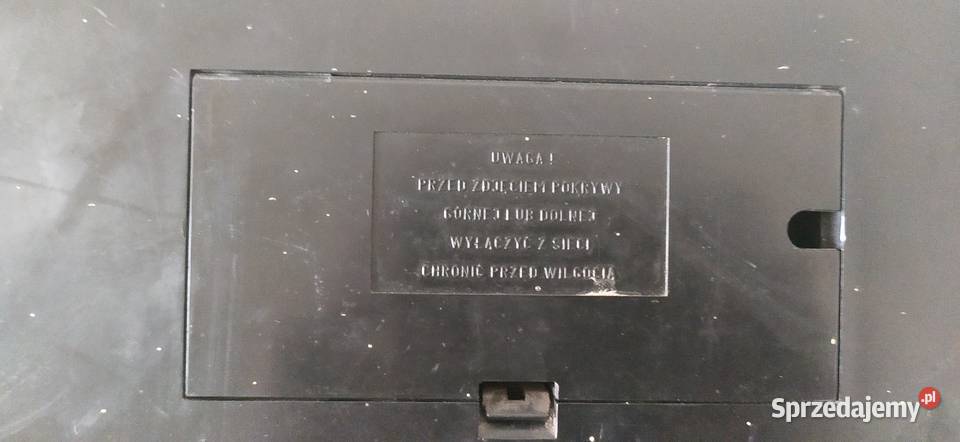 UWAGA !
PRZED ZDJĘCIEM POKRYWY
GÓRNEJ LUB DOLNEJ
WYŁĄCZYĆ Z SIECI
CHRONIĆ PRZED WILGOCIĄ
Sprzedajemy.pl